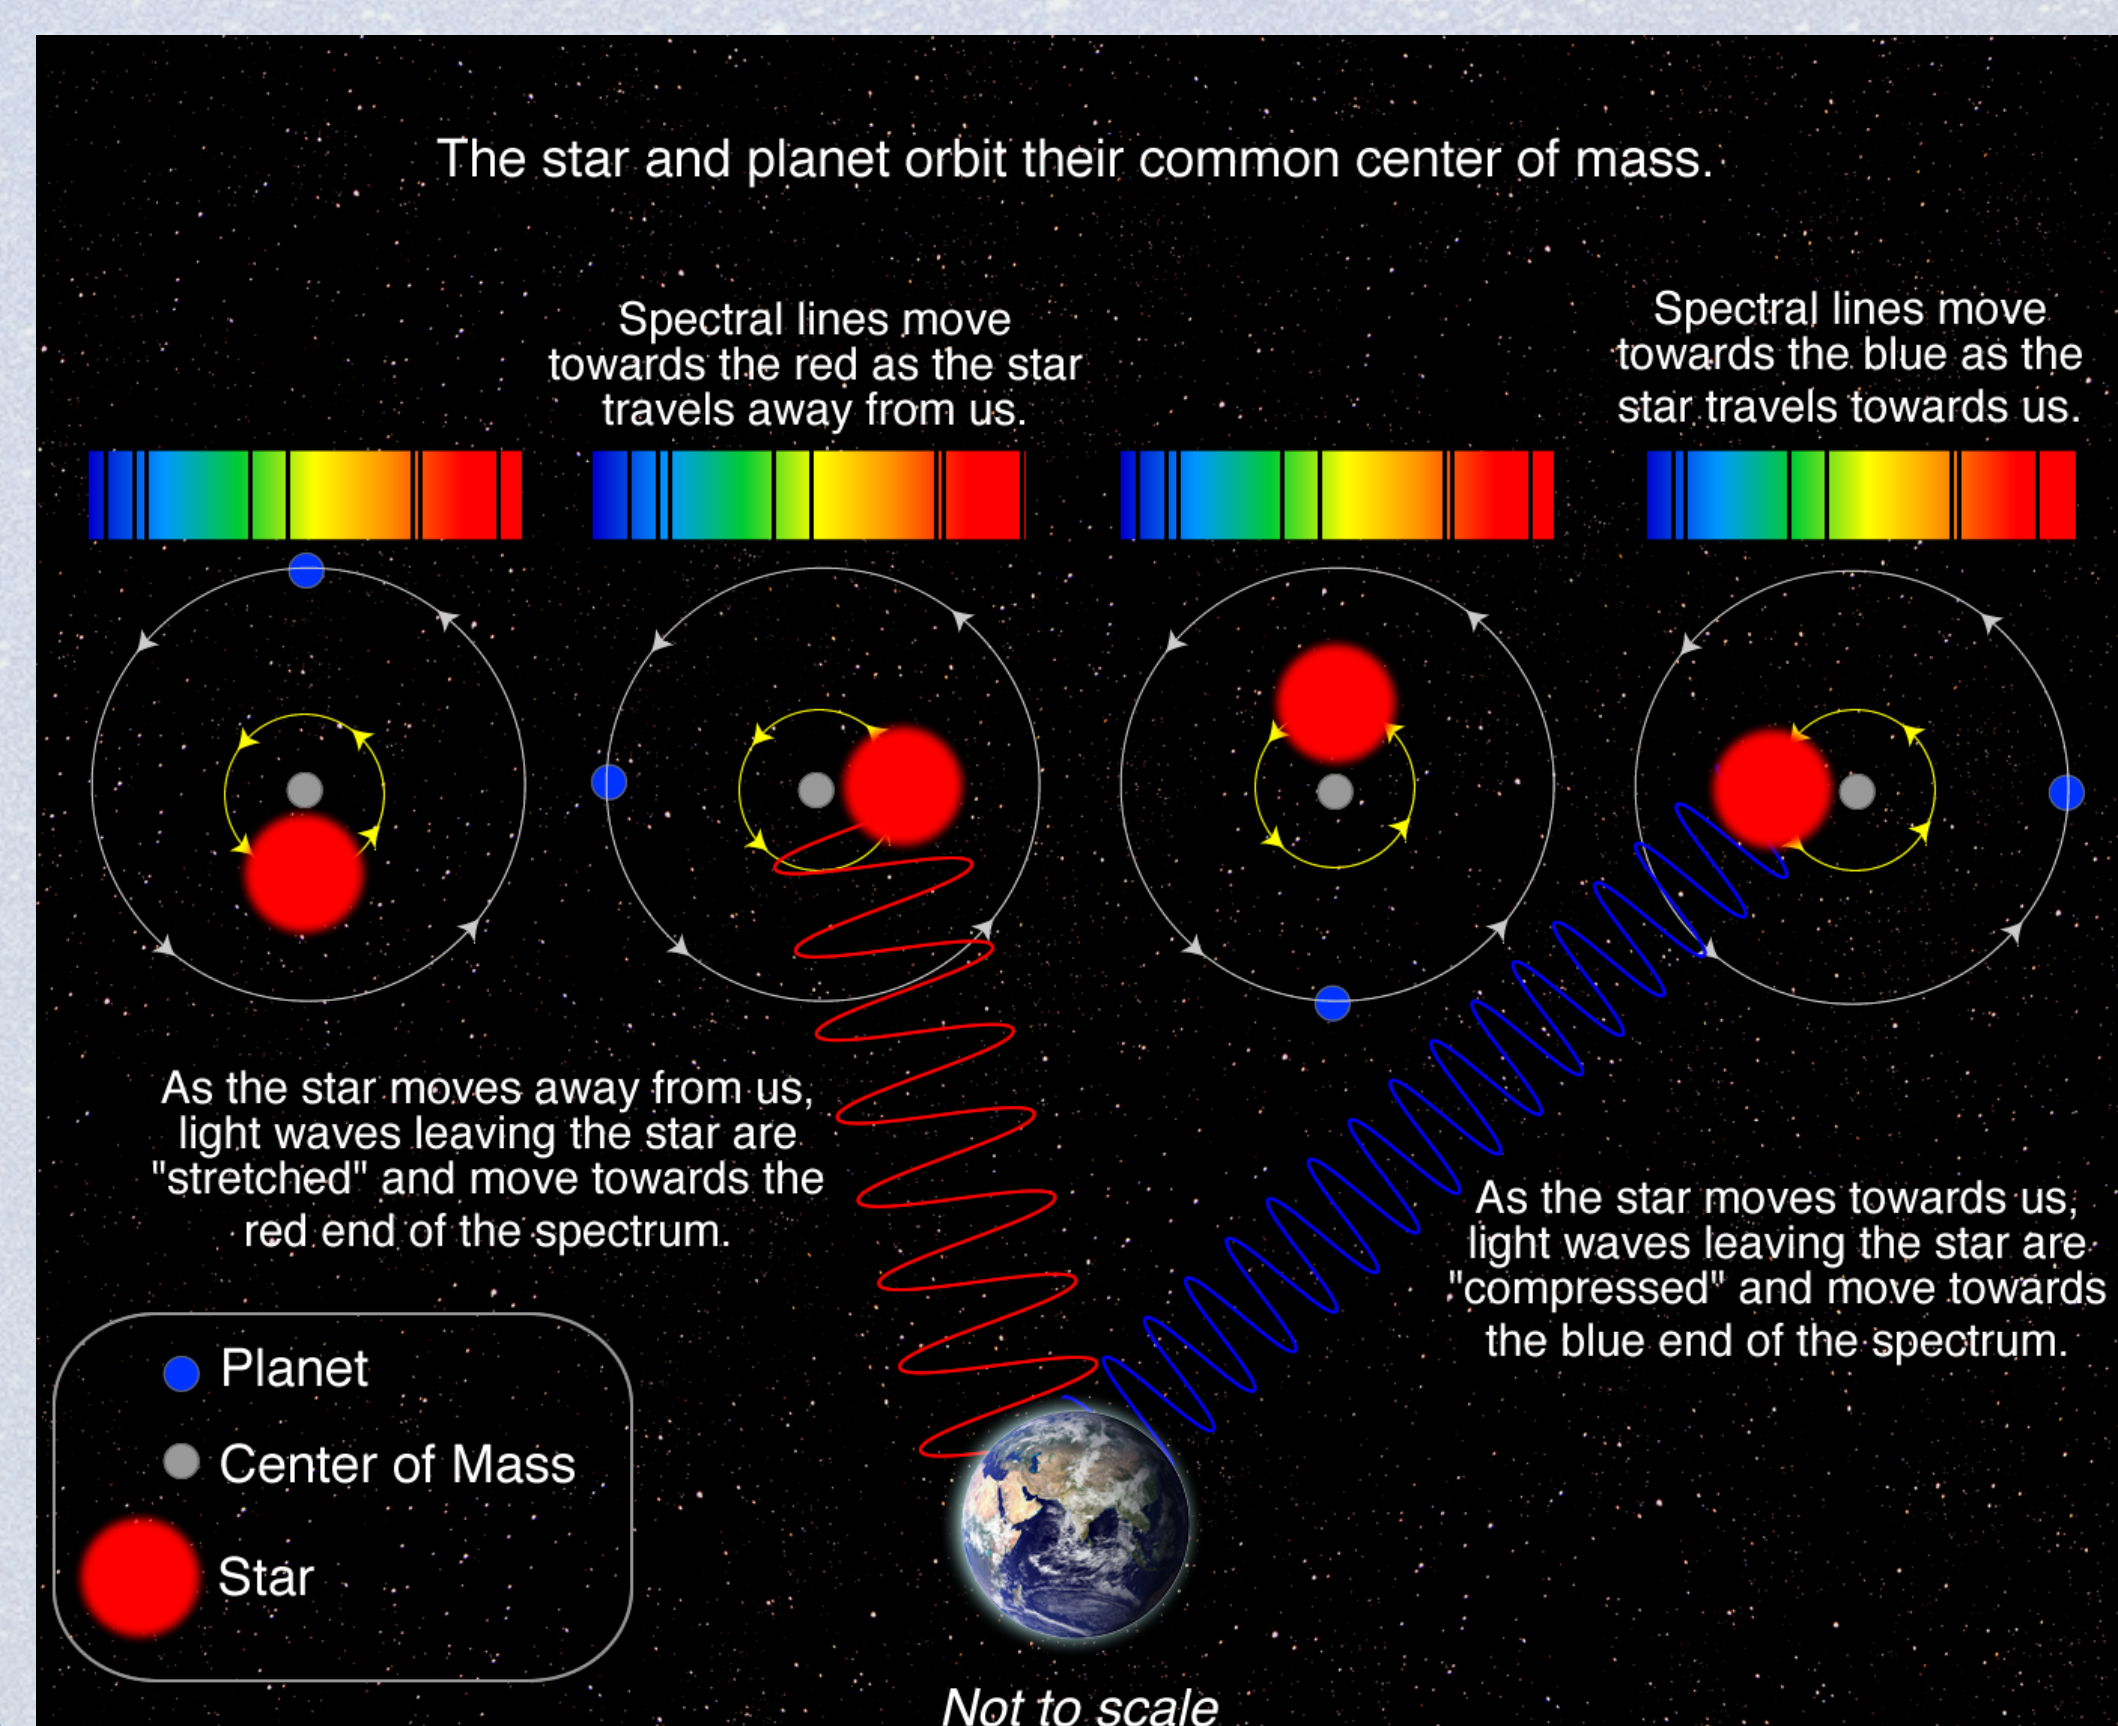 The star and planet orbit their common center of mass.
Spectral lines move
towards the red as the star
travels away from us.
Spectral lines move
towards the blue as the
star travels towards us.
As the star moves away from us,
light waves leaving the star are
"stretched" and move towards the
red end of the spectrum.
As the star moves towards us,
light waves leaving the star are
"compressed" and move towards
the blue end of the spectrum.
Planet
Center of Mass
Star
Not to scale